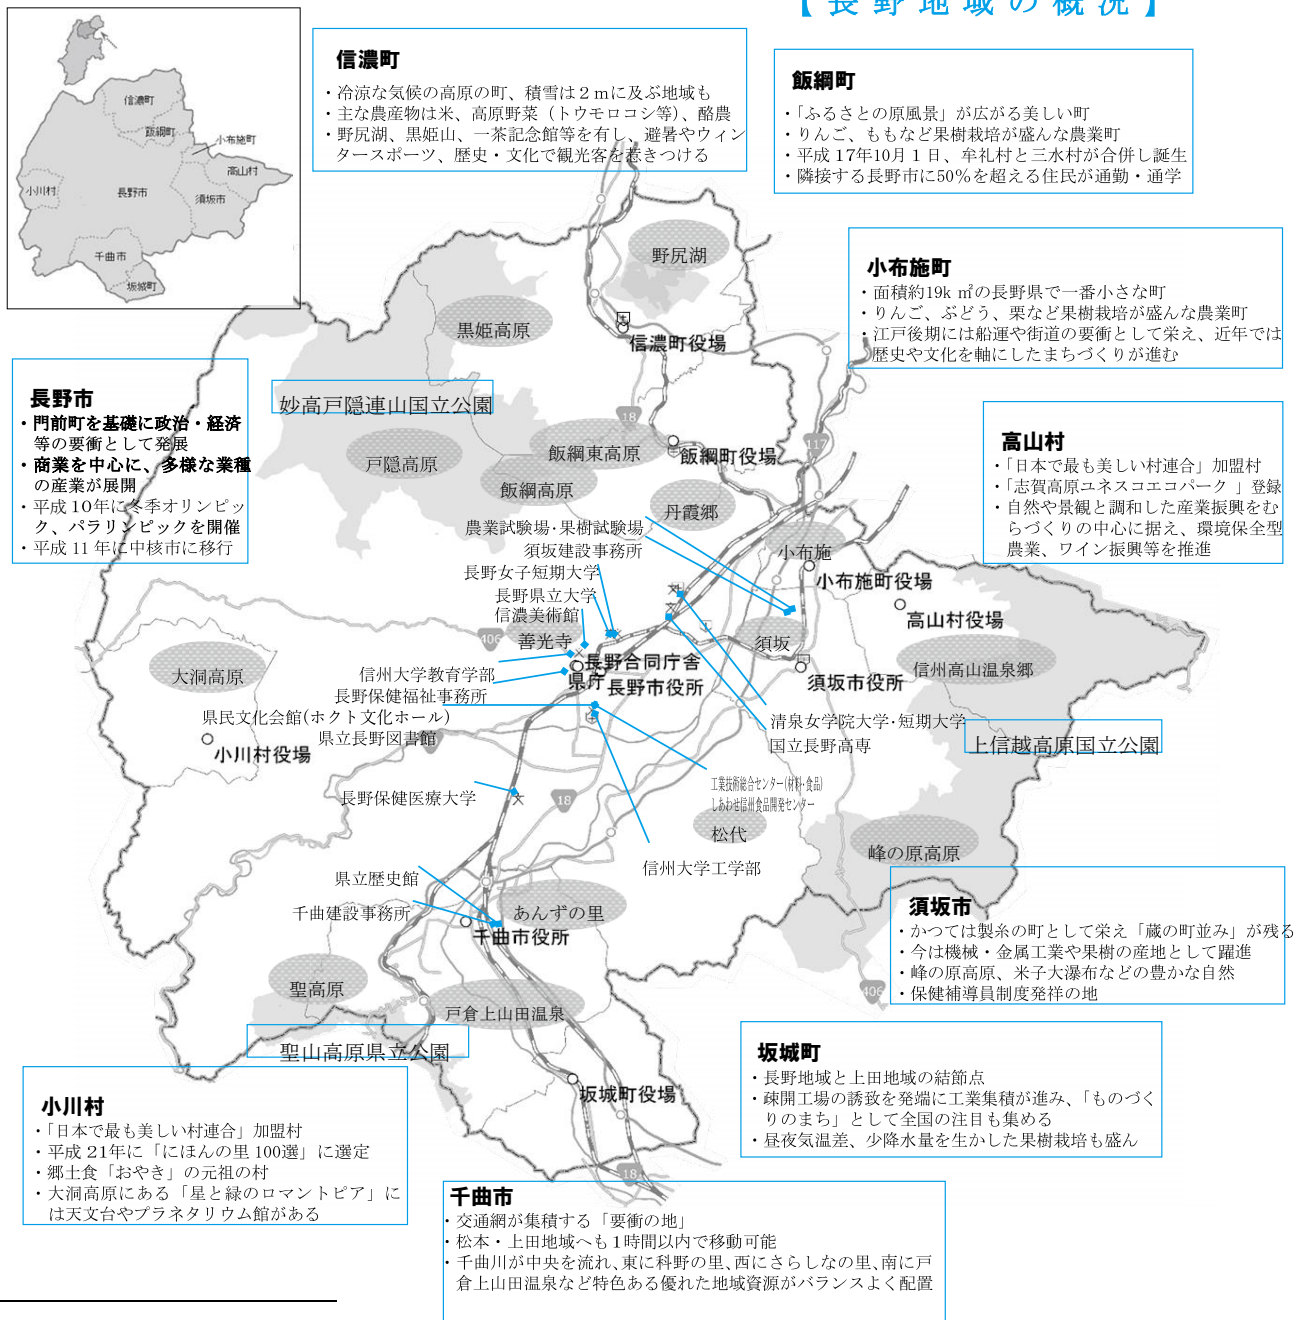 【長野地域の概況】
信濃町
飯綱町
小布施町
高山村
小川村
長野市
須坂市
千曲市
坂城町
信濃町
・冷涼な気候の高原の町、積雪は２ｍに及ぶ地域も
・主な農産物は米、高原野菜（トウモロコシ等）、酪農
・野尻湖、黒姫山、一茶記念館等を有し、避暑やウィン
タースポーツ、歴史・文化で観光客を惹きつける
飯綱町
・「ふるさとの原風景」が広がる美しい町
・りんご、ももなど果樹栽培が盛んな農業町
・平成 17年10月１日、牟礼村と三水村が合併し誕生
・隣接する長野市に50%を超える住民が通勤・通学
小布施町
・面積約19k ㎡の長野県で一番小さな町
・りんご、ぶどう、栗など果樹栽培が盛んな農業町
・江戸後期には船運や街道の要衝として栄え、近年では
歴史や文化を軸にしたまちづくりが進む
長野市
・門前町を基礎に政治・経済
等の要衝として発展
・商業を中心に、多様な業種
の産業が展開
・平成 10年に冬季オリンピッ
ク、パラリンピックを開催
・平成 11 年に中核市に移行
高山村
・「日本で最も美しい村連合」加盟村
・「志賀高原ユネスコエコパーク 」登録
・自然や景観と調和した産業振興をむ
らづくりの中心に据え、環境保全型
農業、ワイン振興等を推進
野尻湖
黒姫高原
信濃町役場
妙高戸隠連山国立公園
18
117
飯綱東高原
飯綱町役場
戸隠高原
飯綱高原
丹霞郷
農業試験場・果樹試験場
須坂建設事務所
小布施
長野女子短期大学
小布施町役場
長野県立大学
信濃美術館
高山村役場
406
善光寺
須坂
大洞高原
長野合同庁舎
信州高山温泉郷
信州大学教育学部
県庁
長野市役所
須坂市役所
長野保健福祉事務所
県民文化会館(ホクト文化ホール)
清泉女学院大学・短期大学
県立長野図書館
国立長野高専
上信越高原国立公園
小川村役場
工業技術総合センター(材料・食品)
しあわせ信州食品開発センター
長野保健医療大学
18
松代
峰の原高原
信州大学工学部
県立歴史館
千曲建設事務所
あんずの里
千曲市役所
聖高原
406
戸倉上山田温泉
聖山高原県立公園
坂城町役場
18
須坂市
・かつては製糸の町として栄え「蔵の町並み」が残る
・今は機械・金属工業や果樹の産地として躍進
・峰の原高原、米子大瀑布などの豊かな自然
・保健補導員制度発祥の地
坂城町
・長野地域と上田地域の結節点
・疎開工場の誘致を発端に工業集積が進み、「ものづく
りのまち」として全国の注目も集める
・昼夜気温差、少降水量を生かした果樹栽培も盛ん
小川村
・「日本で最も美しい村連合」加盟村
・平成 21年に「にほんの里 100選」に選定
・郷土食「おやき」の元祖の村
・大洞高原にある「星と緑のロマントピア」に
は天文台やプラネタリウム館がある
千曲市
・交通網が集積する「要衝の地」
・松本・上田地域へも１時間以内で移動可能
・千曲川が中央を流れ、東に科野の里、西にさらしなの里、南に戸
倉上山田温泉など特色ある優れた地域資源がバランスよく配置